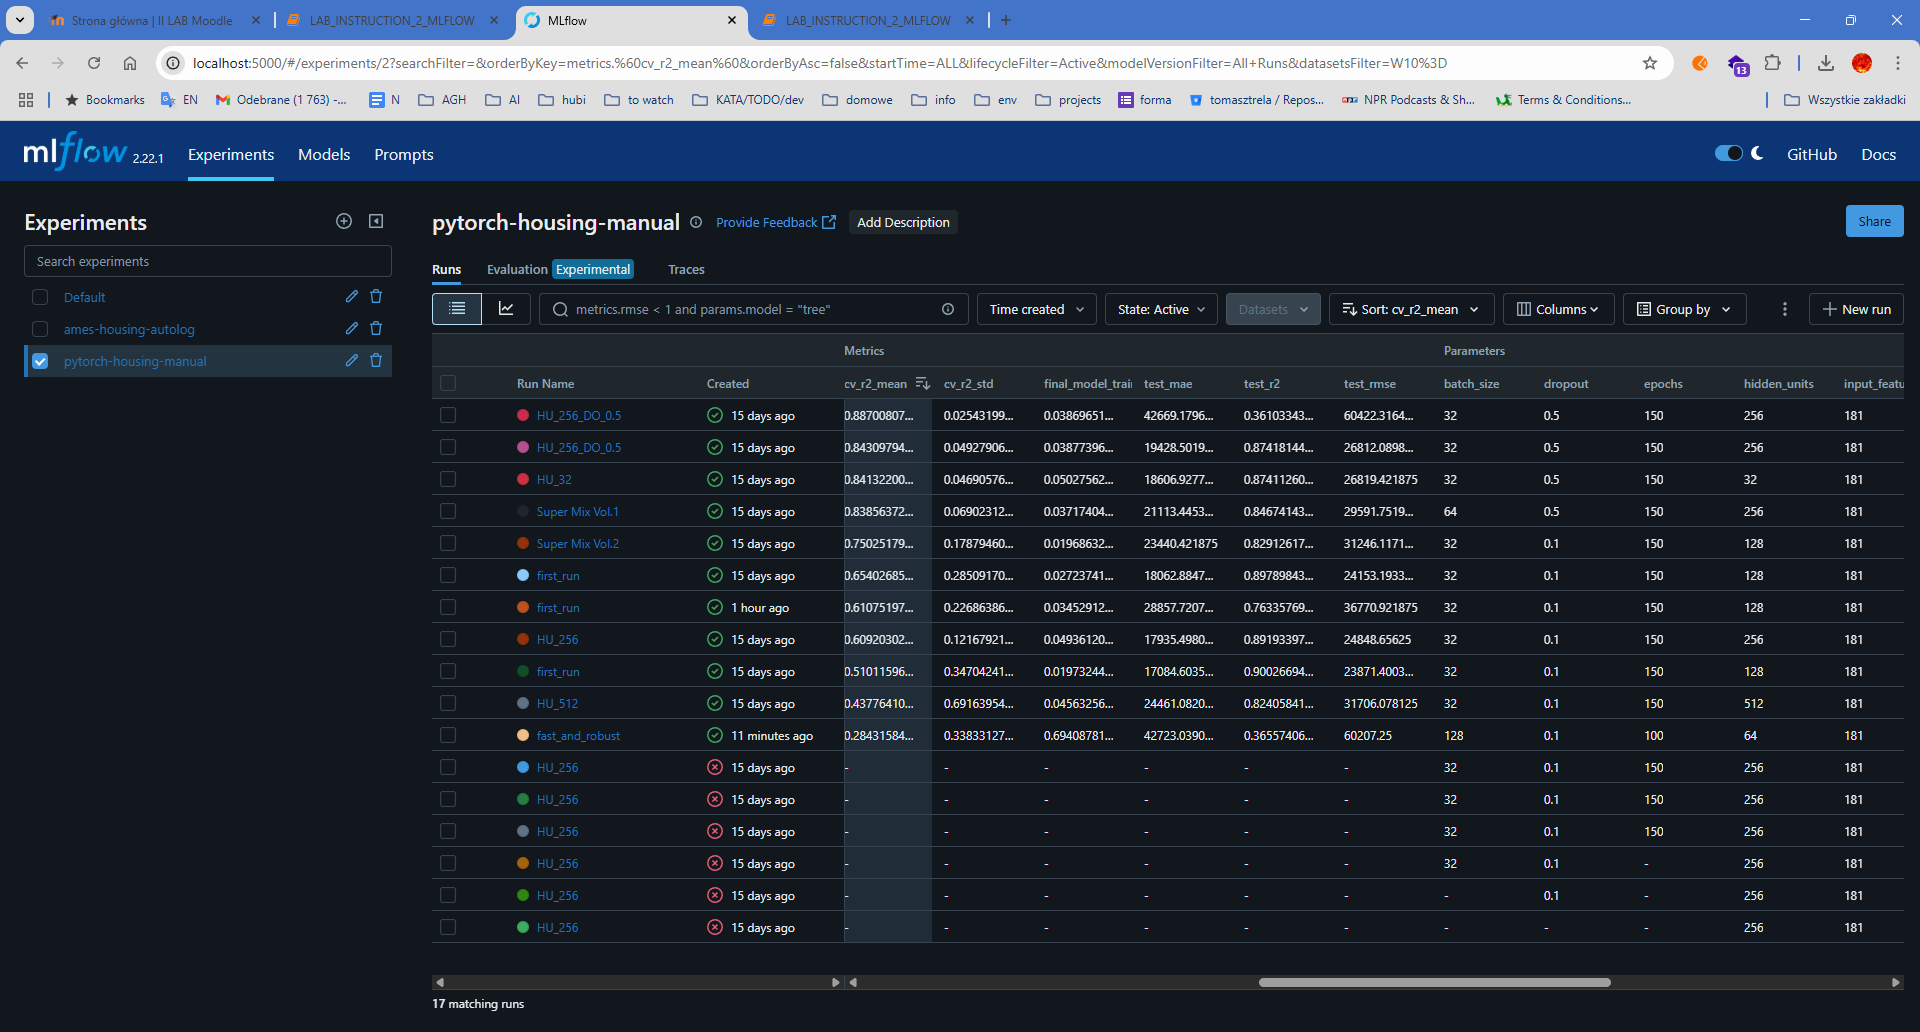 Strona główna | II LAB Moodle
LAB_INSTRUCTION_2_MLFLOW
MLflow
LAB_INSTRUCTION_2_MLFLOW
localhost:5000/#/experiments/2?searchFilter=&orderByKey=metrics.%60cv_r2_mean%60&orderByAsc=false&startTime=ALL&lifecycleFilter=Active&modelVersionFilter=All+Runs&datasetsFilter=W10%3D
13
Bookmarks EN Odebrane (1 763) -... N AGH AI hubi to watch KATA/TODO/dev domowe info env projects forma tomasztrela / Repos... NPR Podcasts & Sh... Terms & Conditions... Wszystkie zakładki
mlflow 2.22.1 Experiments Models Prompts GitHub Docs
Experiments
Search experiments
Default
ames-housing-autolog
pytorch-housing-manual
pytorch-housing-manual Provide Feedback Add Description Share
Runs Evaluation Experimental Traces
metrics.rmse < 1 and params.model = "tree" Time created State: Active Datasets Sort: cv_r2_mean Columns Group by New run
Metrics Parameters
Run Name Created cv_r2_mean cv_r2_std final_model_trai test_mae test_r2 test_rmse batch_size dropout epochs hidden_units input_featu
HU_256_DO_0.5 15 days ago 0.88700807... 0.02543199... 0.03869651... 42669.1796... 0.36103343... 60422.3164... 32 0.5 150 256 181
HU_256_DO_0.5 15 days ago 0.84309794... 0.04927906... 0.03877396... 19428.5019... 0.87418144... 26812.0898... 32 0.5 150 256 181
HU_32 15 days ago 0.84132200... 0.04690576... 0.05027562... 18606.9277... 0.87411260... 26819.421875 32 0.5 150 32 181
Super Mix Vol.1 15 days ago 0.83856372... 0.06902312... 0.03717404... 21113.4453... 0.84674143... 29591.7519... 64 0.5 150 256 181
Super Mix Vol.2 15 days ago 0.75025179... 0.17879460... 0.01968632... 23440.421875 0.82912617... 31246.1171... 32 0.1 150 128 181
first_run 15 days ago 0.65402685... 0.28509170... 0.02723741... 18062.8847... 0.89789843... 24153.1933... 32 0.1 150 128 181
first_run 1 hour ago 0.61075197... 0.22686386... 0.03452912... 28857.7207... 0.76335769... 36770.921875 32 0.1 150 128 181
HU_256 15 days ago 0.60920302... 0.12167921... 0.04936120... 17935.4980... 0.89193397... 24848.65625 32 0.1 150 256 181
first_run 15 days ago 0.51011596... 0.34704241... 0.01973244... 17084.6035... 0.90026694... 23871.4003... 32 0.1 150 128 181
HU_512 15 days ago 0.43776410... 0.69163954... 0.04563256... 24461.0820... 0.82405841... 31706.078125 32 0.1 150 512 181
fast_and_robust 11 minutes ago 0.28431584... 0.33833127... 0.69408781... 42723.0390... 0.36557406... 60207.25 128 0.1 100 64 181
HU_256 15 days ago - - - - - - 32 0.1 150 256 181
HU_256 15 days ago - - - - - - 32 0.1 150 256 181
HU_256 15 days ago - - - - - - 32 0.1 150 256 181
HU_256 15 days ago - - - - - - 32 0.1 - 256 181
HU_256 15 days ago - - - - - - - 0.1 - 256 181
HU_256 15 days ago - - - - - - - - - 256 181
17 matching runs